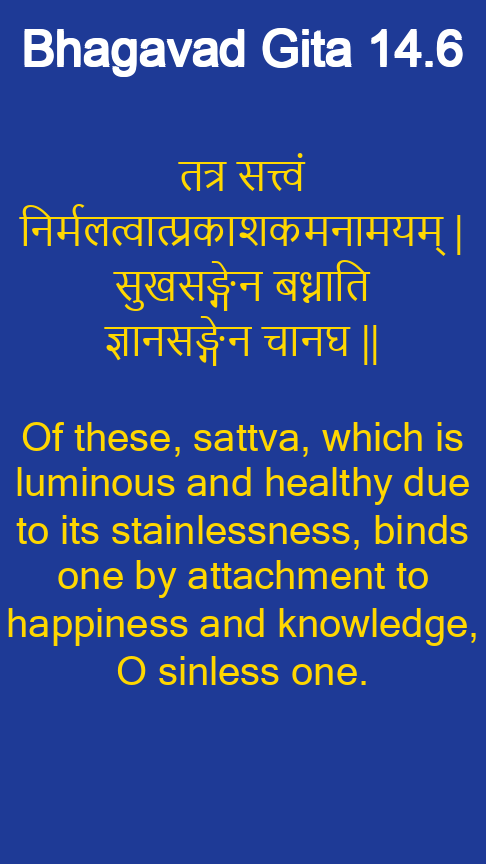 Bhagavad Gita 14.6
तत्र सत्त्वं
निर्मलत्वात्प्रकाशकमनामयम् |
सुखसङ्गेन बध्नाति
ज्ञानसङ्गेन चानघ ||
Of these, sattva, which is
luminous and healthy due
to its stainlessness, binds
one by attachment to
happiness and knowledge,
O sinless one.